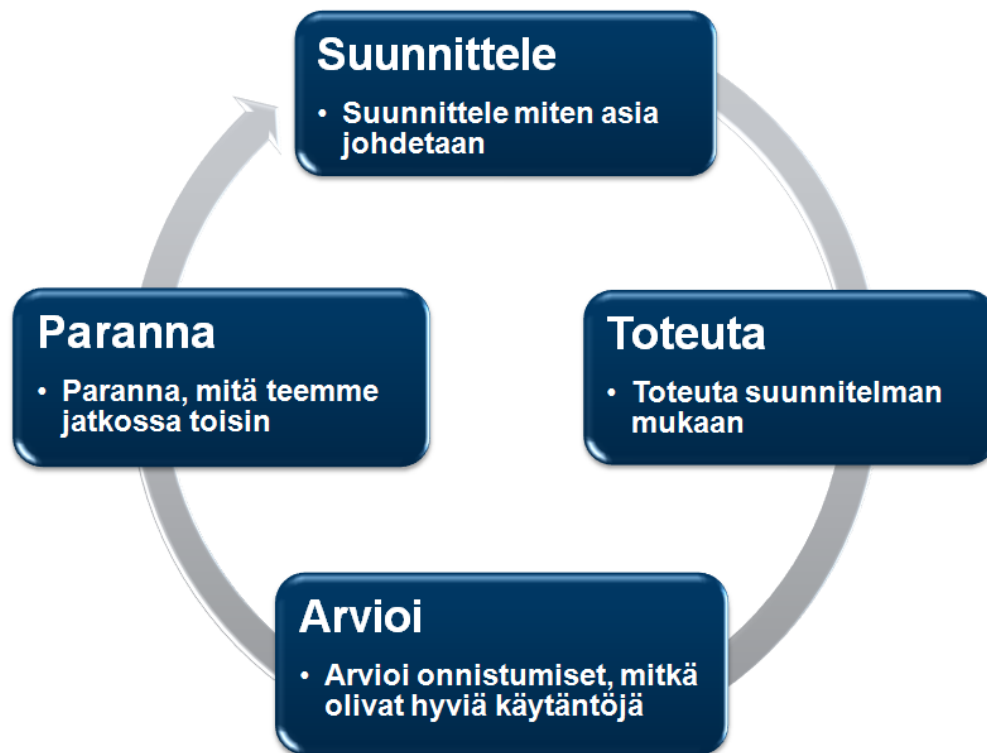 Suunnittele
• Suunnittele miten asia
johdetaan
Toteuta
• Toteuta suunnitelman
mukaan
Arvioi
• Arvioi onnistumiset, mitkä
olivat hyviä käytäntöjä
Paranna
• Paranna, mitä teemme
jatkossa toisin